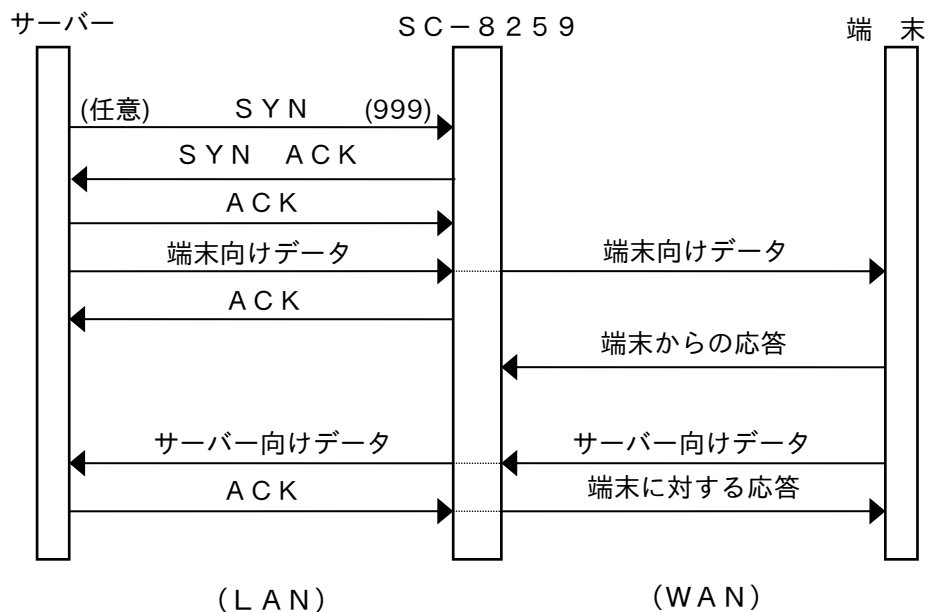 サーバー
ＳＣ－８２５９
端　末
(任意)　ＳＹＮ　(999)
ＳＹＮ　ＡＣＫ
ＡＣＫ
端末向けデータ
端末向けデータ
ＡＣＫ
端末からの応答
サーバー向けデータ
サーバー向けデータ
ＡＣＫ
端末に対する応答
（ＬＡＮ）
（ＷＡＮ）